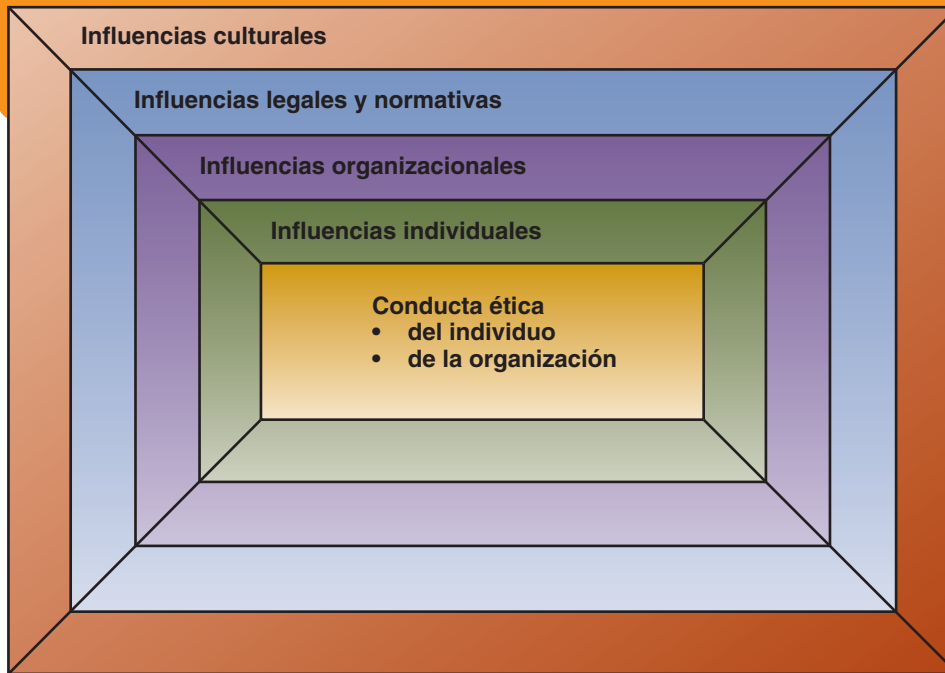 Influencias culturales
Influencias legales y normativas
Influencias organizacionales
Influencias individuales
Conducta ética
• del individuo
• de la organización